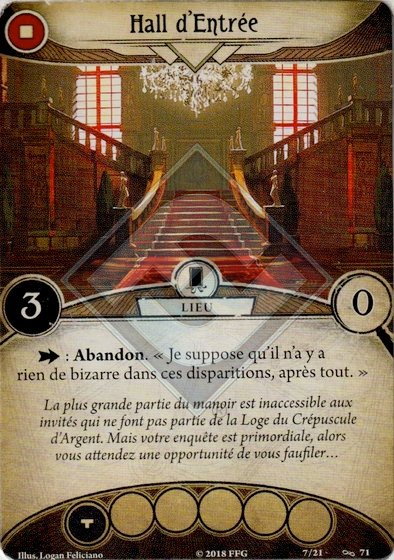 Hall d'Entrée
3
LIEU
0
: Abandon. « Je suppose qu'il n'a y a
rien de bizarre dans ces disparitions, après tout. »
La plus grande partie du manoir est inaccessible aux
invités qui ne font pas partie de la Loge du Crépuscule
d'Argent. Mais votre enquête est primordiale, alors
vous attendez une opportunité de vous faufiler…
Illus. Logan Feliciano
© 2018 FFG
7/21
71